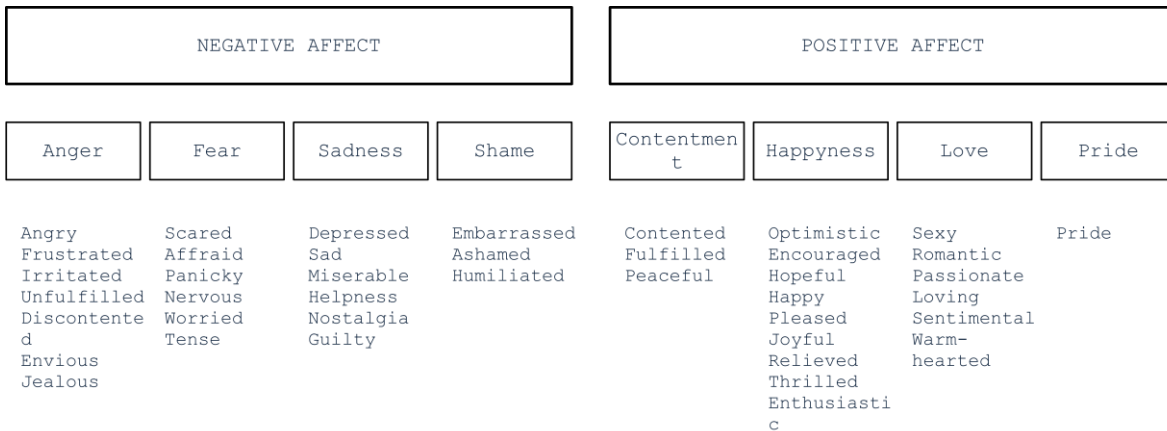 NEGATIVE AFFECT
POSITIVE AFFECT
Anger
Fear
Sadness
Shame
Contentmen
t
Happyness
Love
Pride
Angry
Frustrated
Irritated
Unfulfilled
Discontente
d
Envious
Jealous
Scared
Affraid
Panicky
Nervous
Worried
Tense
Depressed
Sad
Miserable
Helpness
Nostalgia
Guilty
Embarrassed
Ashamed
Humiliated
Contented
Fulfilled
Peaceful
Optimistic
Encouraged
Hopeful
Happy
Pleased
Joyful
Relieved
Thrilled
Enthusiasti
c
Sexy
Romantic
Passionate
Loving
Sentimental
Warm-
hearted
Pride